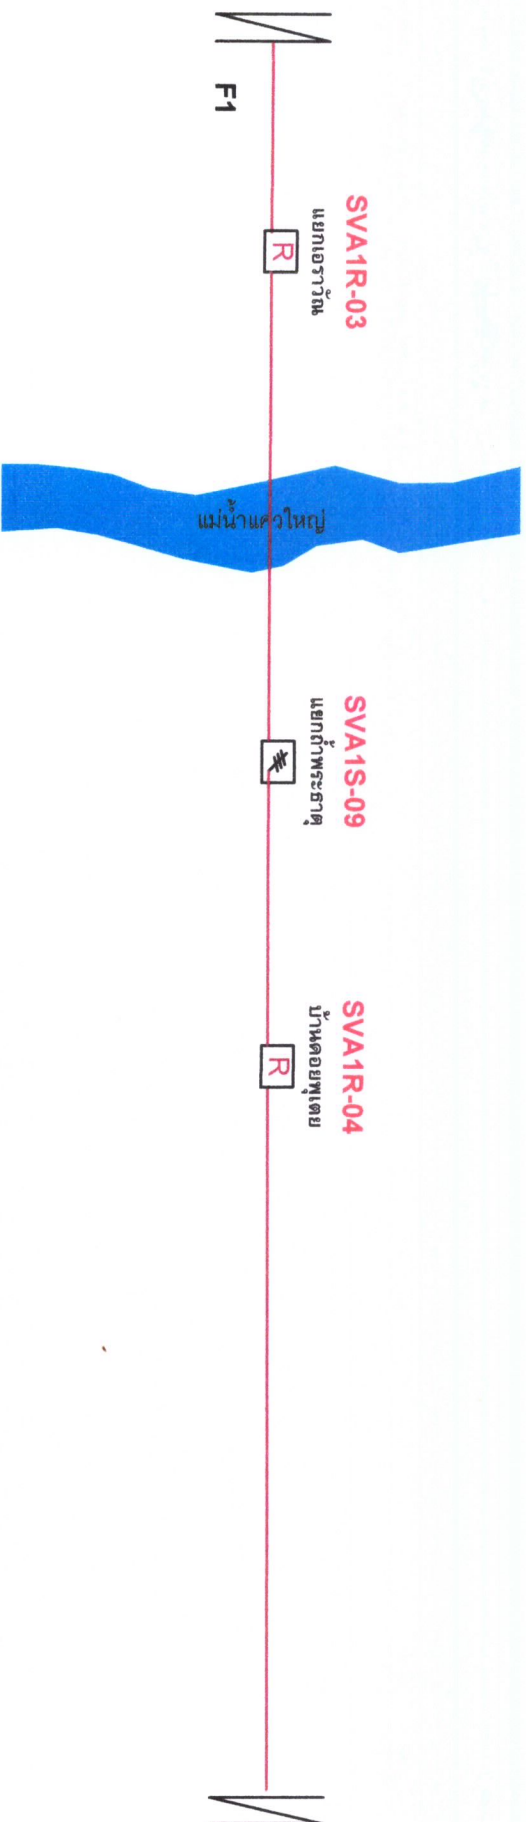 F1
SVA1R-03
แยกเอราวัณ
R
แม่น้ำแควใหญ่
SVA1S-09
แยกถ้ำพระธาตุ
SVA1R-04
บ้านดอยพุเตย
R